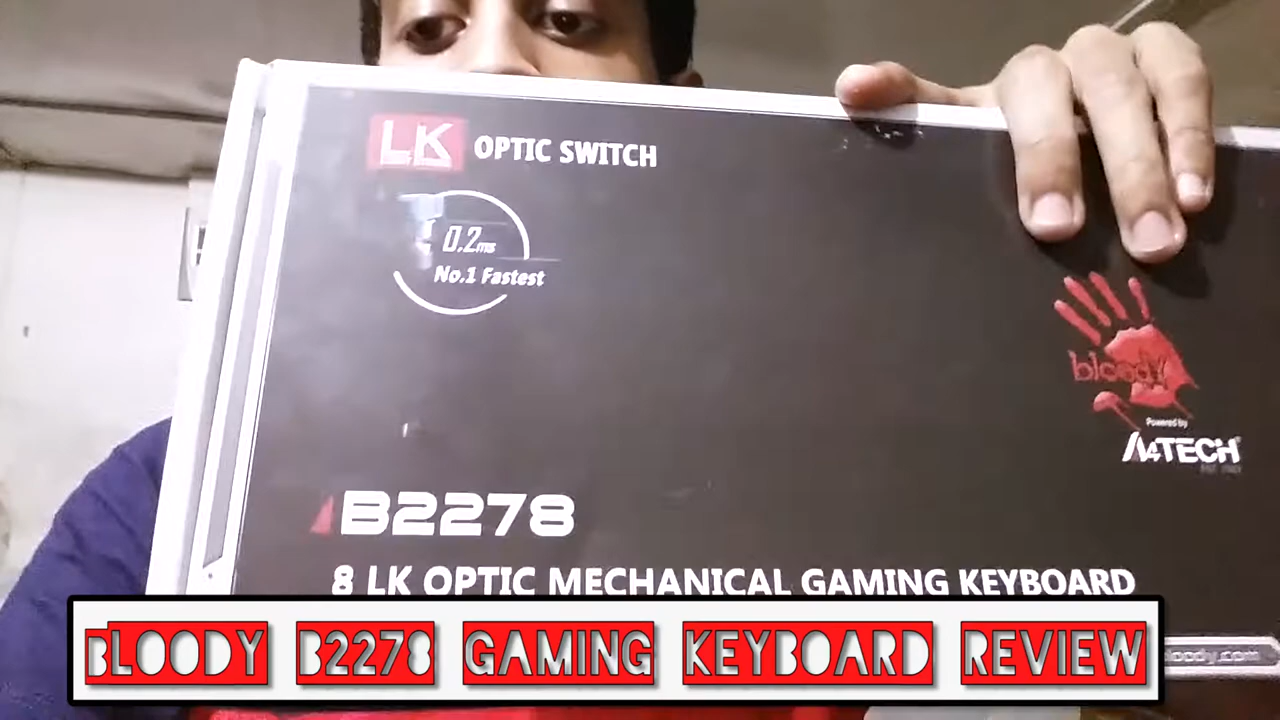 LK OPTIC SWITCH
0.2ms
No.1 Fastest
bloody
Powered by
A4TECH
B2278
8 LK OPTIC MECHANICAL GAMING KEYBOARD
BLOODY B2278 GAMING KEYBOARD REVIEW